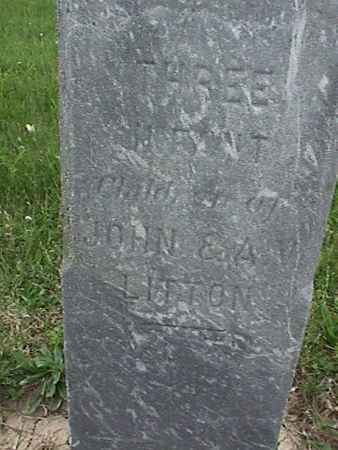 THREE
INFANT
Children of
JOHN & A
LITTON